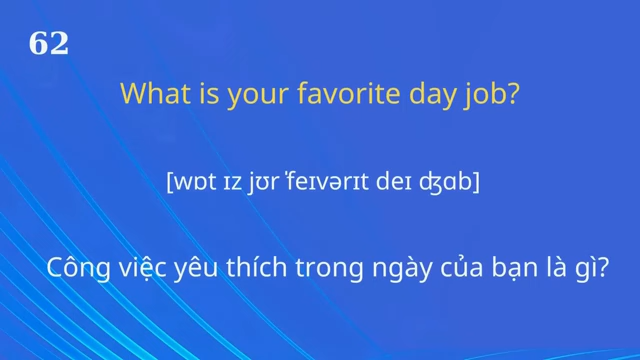 62
What is your favorite day job?
[wɒt ɪz jʊr ˈfeɪvərɪt deɪ ʤɑb]
Công việc yêu thích trong ngày của bạn là gì?